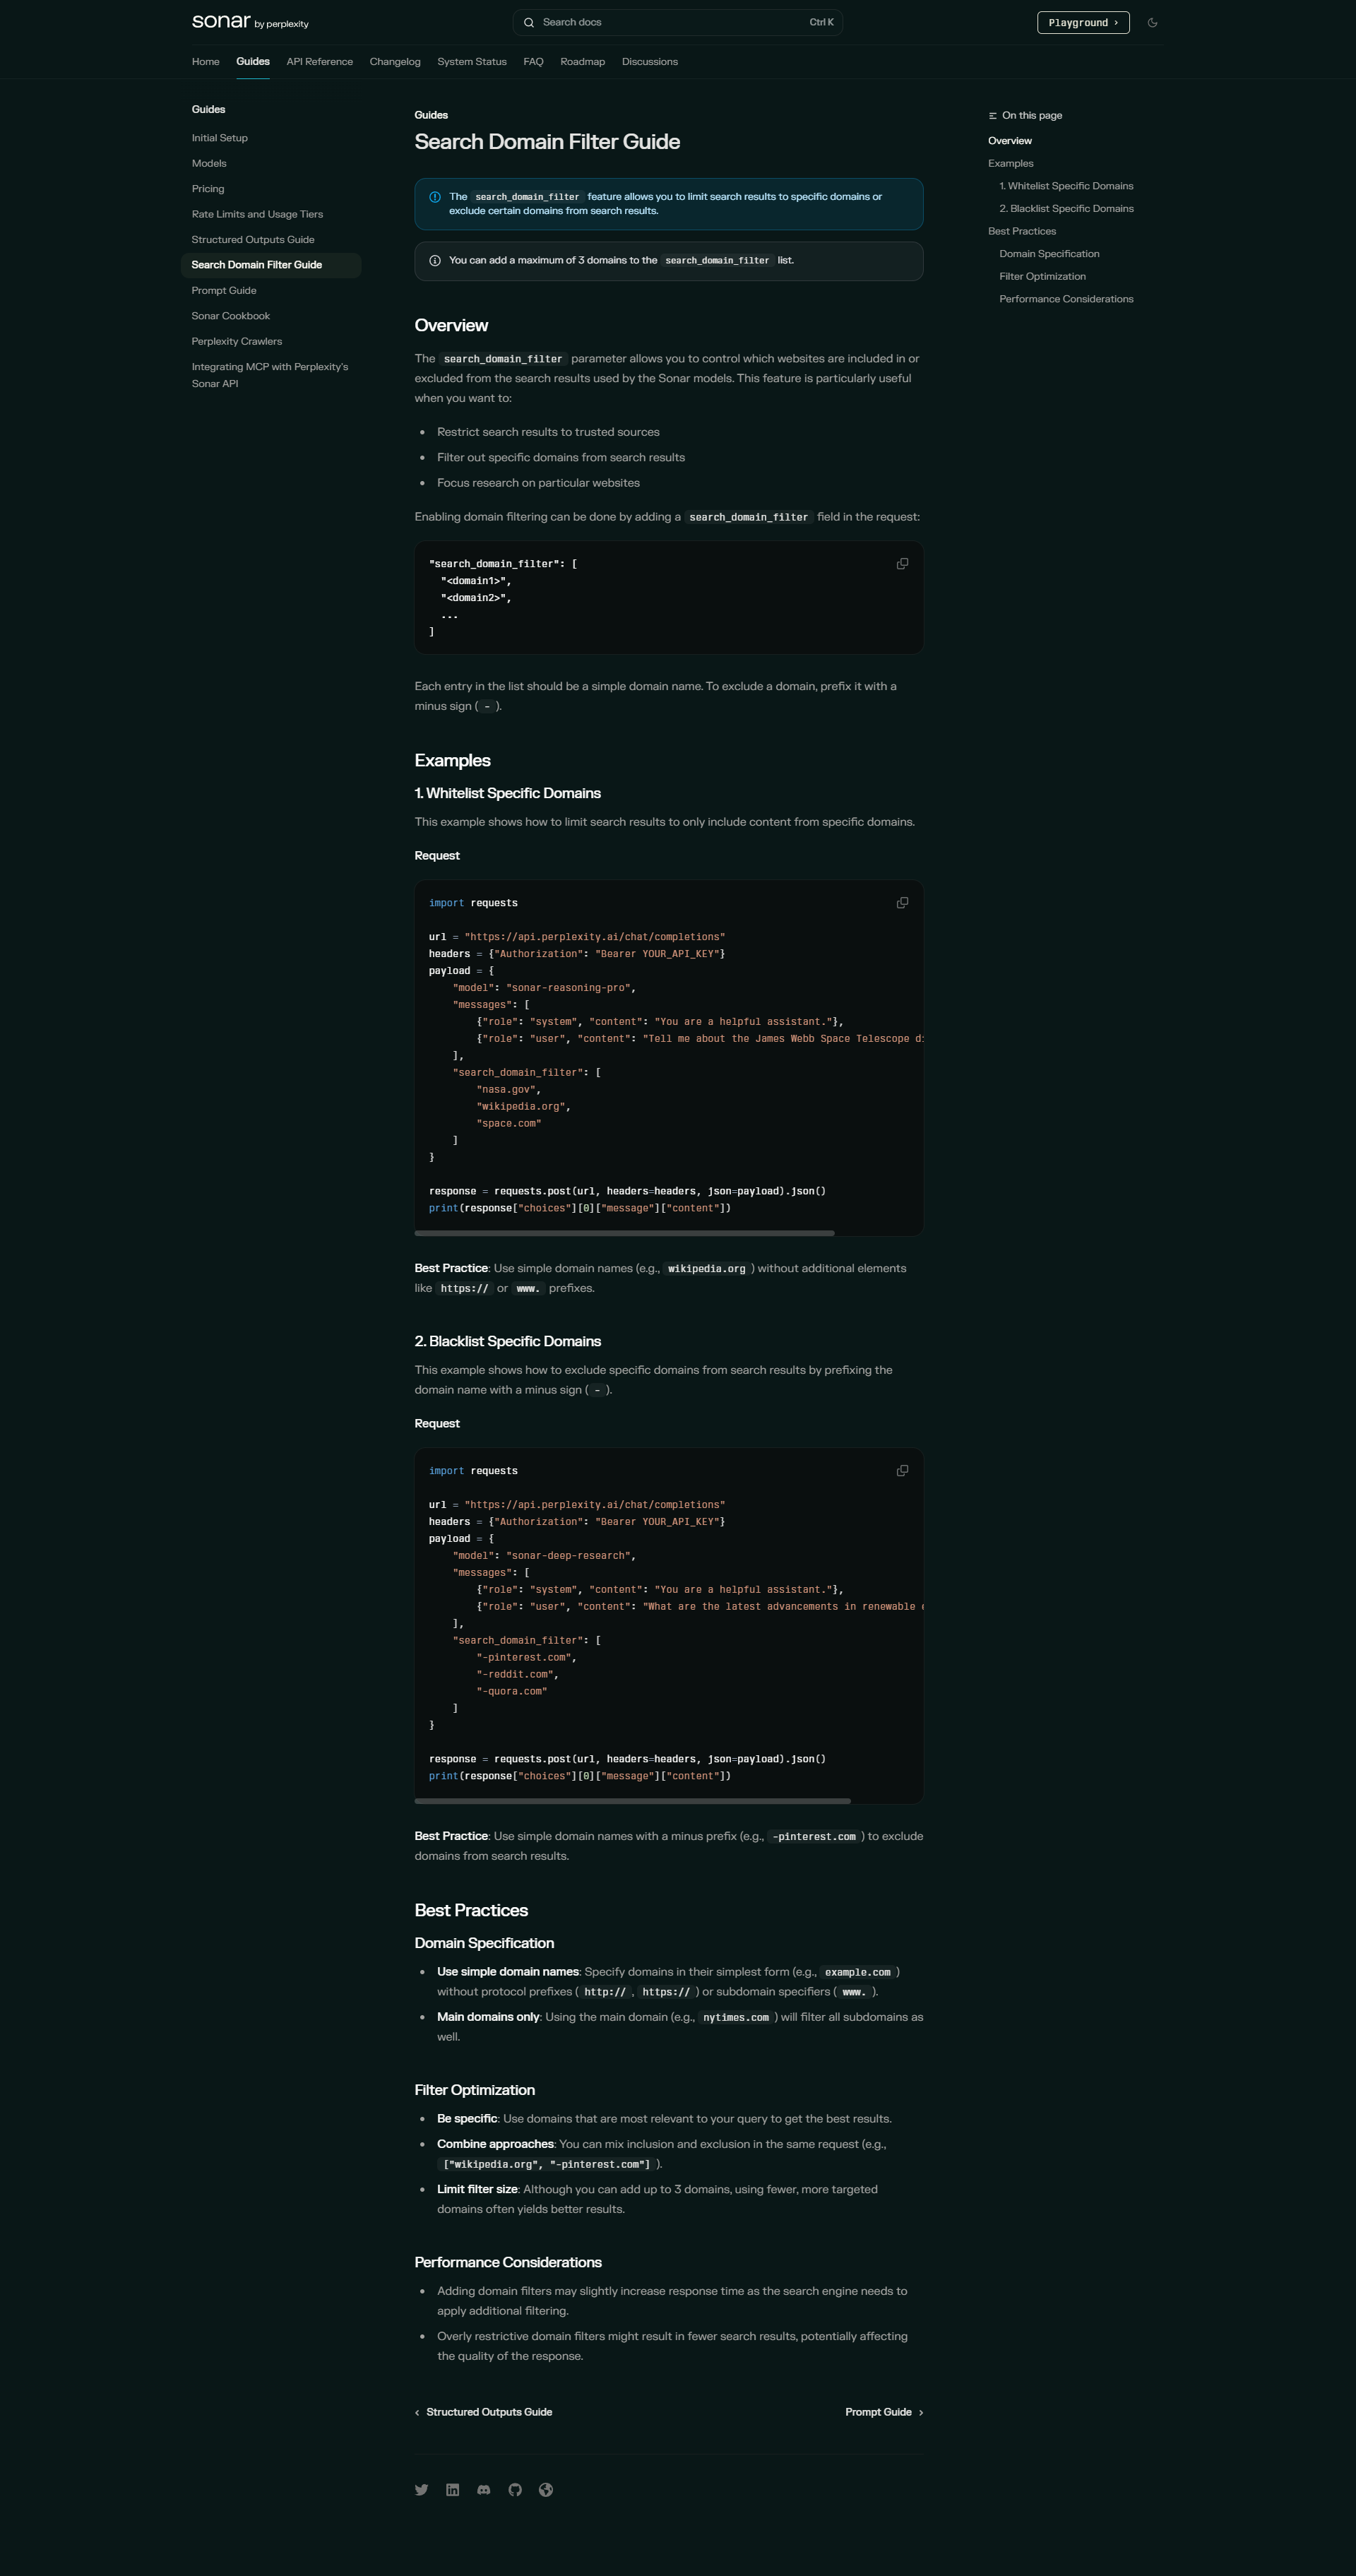 sonar by perplexity
Search docs
Ctrl K
Playground ›
Home
Guides
API Reference
Changelog
System Status
FAQ
Roadmap
Discussions
Guides
Initial Setup
Models
Pricing
Rate Limits and Usage Tiers
Structured Outputs Guide
Search Domain Filter Guide
Prompt Guide
Sonar Cookbook
Perplexity Crawlers
Integrating MCP with Perplexity's
Sonar API
Guides
Search Domain Filter Guide
The search_domain_filter feature allows you to limit search results to specific domains or
exclude certain domains from search results.
You can add a maximum of 3 domains to the search_domain_filter list.
Overview
The search_domain_filter parameter allows you to control which websites are included in or
excluded from the search results used by the Sonar models. This feature is particularly useful
when you want to:
• Restrict search results to trusted sources
• Filter out specific domains from search results
• Focus research on particular websites
Enabling domain filtering can be done by adding a search_domain_filter field in the request:
"search_domain_filter": [
  "<domain1>",
  "<domain2>",
  ...
]
Each entry in the list should be a simple domain name. To exclude a domain, prefix it with a
minus sign ( - ).
Examples
1. Whitelist Specific Domains
This example shows how to limit search results to only include content from specific domains.
Request
import requests
url = "https://api.perplexity.ai/chat/completions"
headers = {"Authorization": "Bearer YOUR_API_KEY"}
payload = {
    "model": "sonar-reasoning-pro",
    "messages": [
        {"role": "system", "content": "You are a helpful assistant."},
        {"role": "user", "content": "Tell me about the James Webb Space Telescope di
    ],
    "search_domain_filter": [
        "nasa.gov",
        "wikipedia.org",
        "space.com"
    ]
}
response = requests.post(url, headers=headers, json=payload).json()
print(response["choices"][0]["message"]["content"])
Best Practice: Use simple domain names (e.g., wikipedia.org ) without additional elements
like https:// or www. prefixes.
2. Blacklist Specific Domains
This example shows how to exclude specific domains from search results by prefixing the
domain name with a minus sign ( - ).
Request
import requests
url = "https://api.perplexity.ai/chat/completions"
headers = {"Authorization": "Bearer YOUR_API_KEY"}
payload = {
    "model": "sonar-deep-research",
    "messages": [
        {"role": "system", "content": "You are a helpful assistant."},
        {"role": "user", "content": "What are the latest advancements in renewable e
    ],
    "search_domain_filter": [
        "-pinterest.com",
        "-reddit.com",
        "-quora.com"
    ]
}
response = requests.post(url, headers=headers, json=payload).json()
print(response["choices"][0]["message"]["content"])
Best Practice: Use simple domain names with a minus prefix (e.g., -pinterest.com ) to exclude
domains from search results.
Best Practices
Domain Specification
• Use simple domain names: Specify domains in their simplest form (e.g., example.com )
without protocol prefixes ( http:// , https:// ) or subdomain specifiers ( www. ).
• Main domains only: Using the main domain (e.g., nytimes.com ) will filter all subdomains as
well.
Filter Optimization
• Be specific: Use domains that are most relevant to your query to get the best results.
• Combine approaches: You can mix inclusion and exclusion in the same request (e.g.,
["wikipedia.org", "-pinterest.com"] ).
• Limit filter size: Although you can add up to 3 domains, using fewer, more targeted
domains often yields better results.
Performance Considerations
• Adding domain filters may slightly increase response time as the search engine needs to
apply additional filtering.
• Overly restrictive domain filters might result in fewer search results, potentially affecting
the quality of the response.
‹ Structured Outputs Guide
Prompt Guide ›
On this page
Overview
Examples
1. Whitelist Specific Domains
2. Blacklist Specific Domains
Best Practices
Domain Specification
Filter Optimization
Performance Considerations